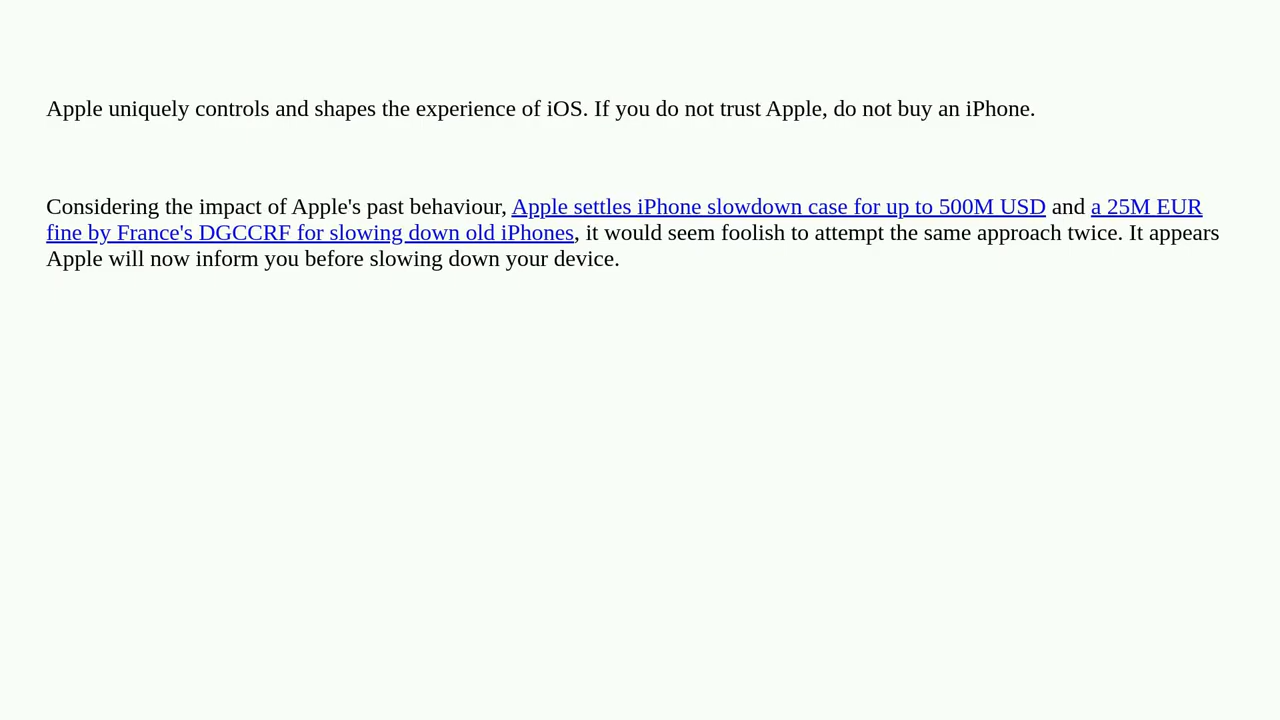 Apple uniquely controls and shapes the experience of iOS. If you do not trust Apple, do not buy an iPhone.
Considering the impact of Apple's past behaviour, Apple settles iPhone slowdown case for up to 500M USD and a 25M EUR
fine by France's DGCCRF for slowing down old iPhones, it would seem foolish to attempt the same approach twice. It appears
Apple will now inform you before slowing down your device.